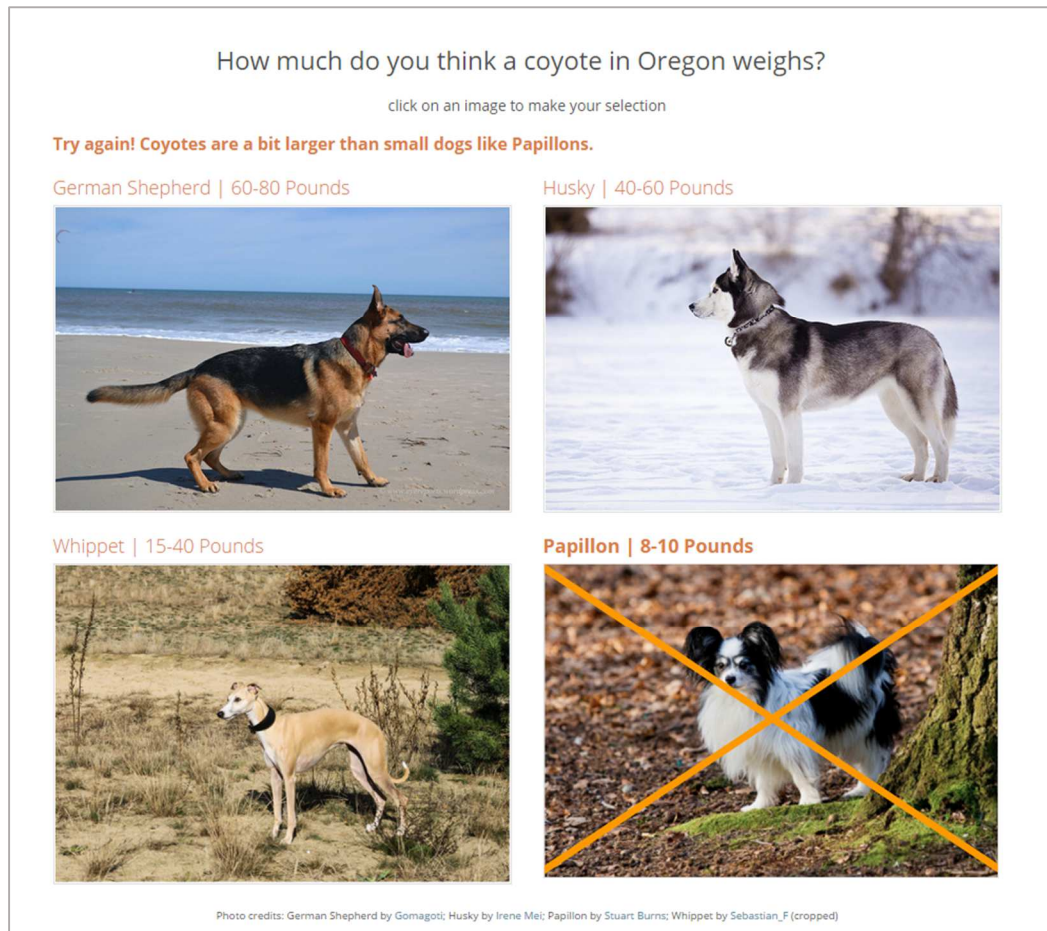 How much do you think a coyote in Oregon weighs?
click on an image to make your selection
Try again! Coyotes are a bit larger than small dogs like Papillons.
German Shepherd | 60-80 Pounds
Husky | 40-60 Pounds
Whippet | 15-40 Pounds
Papillon | 8-10 Pounds
Photo credits: German Shepherd by Gomagoti; Husky by Irene Mei; Papillon by Stuart Burns; Whippet by Sebastian_F (cropped)